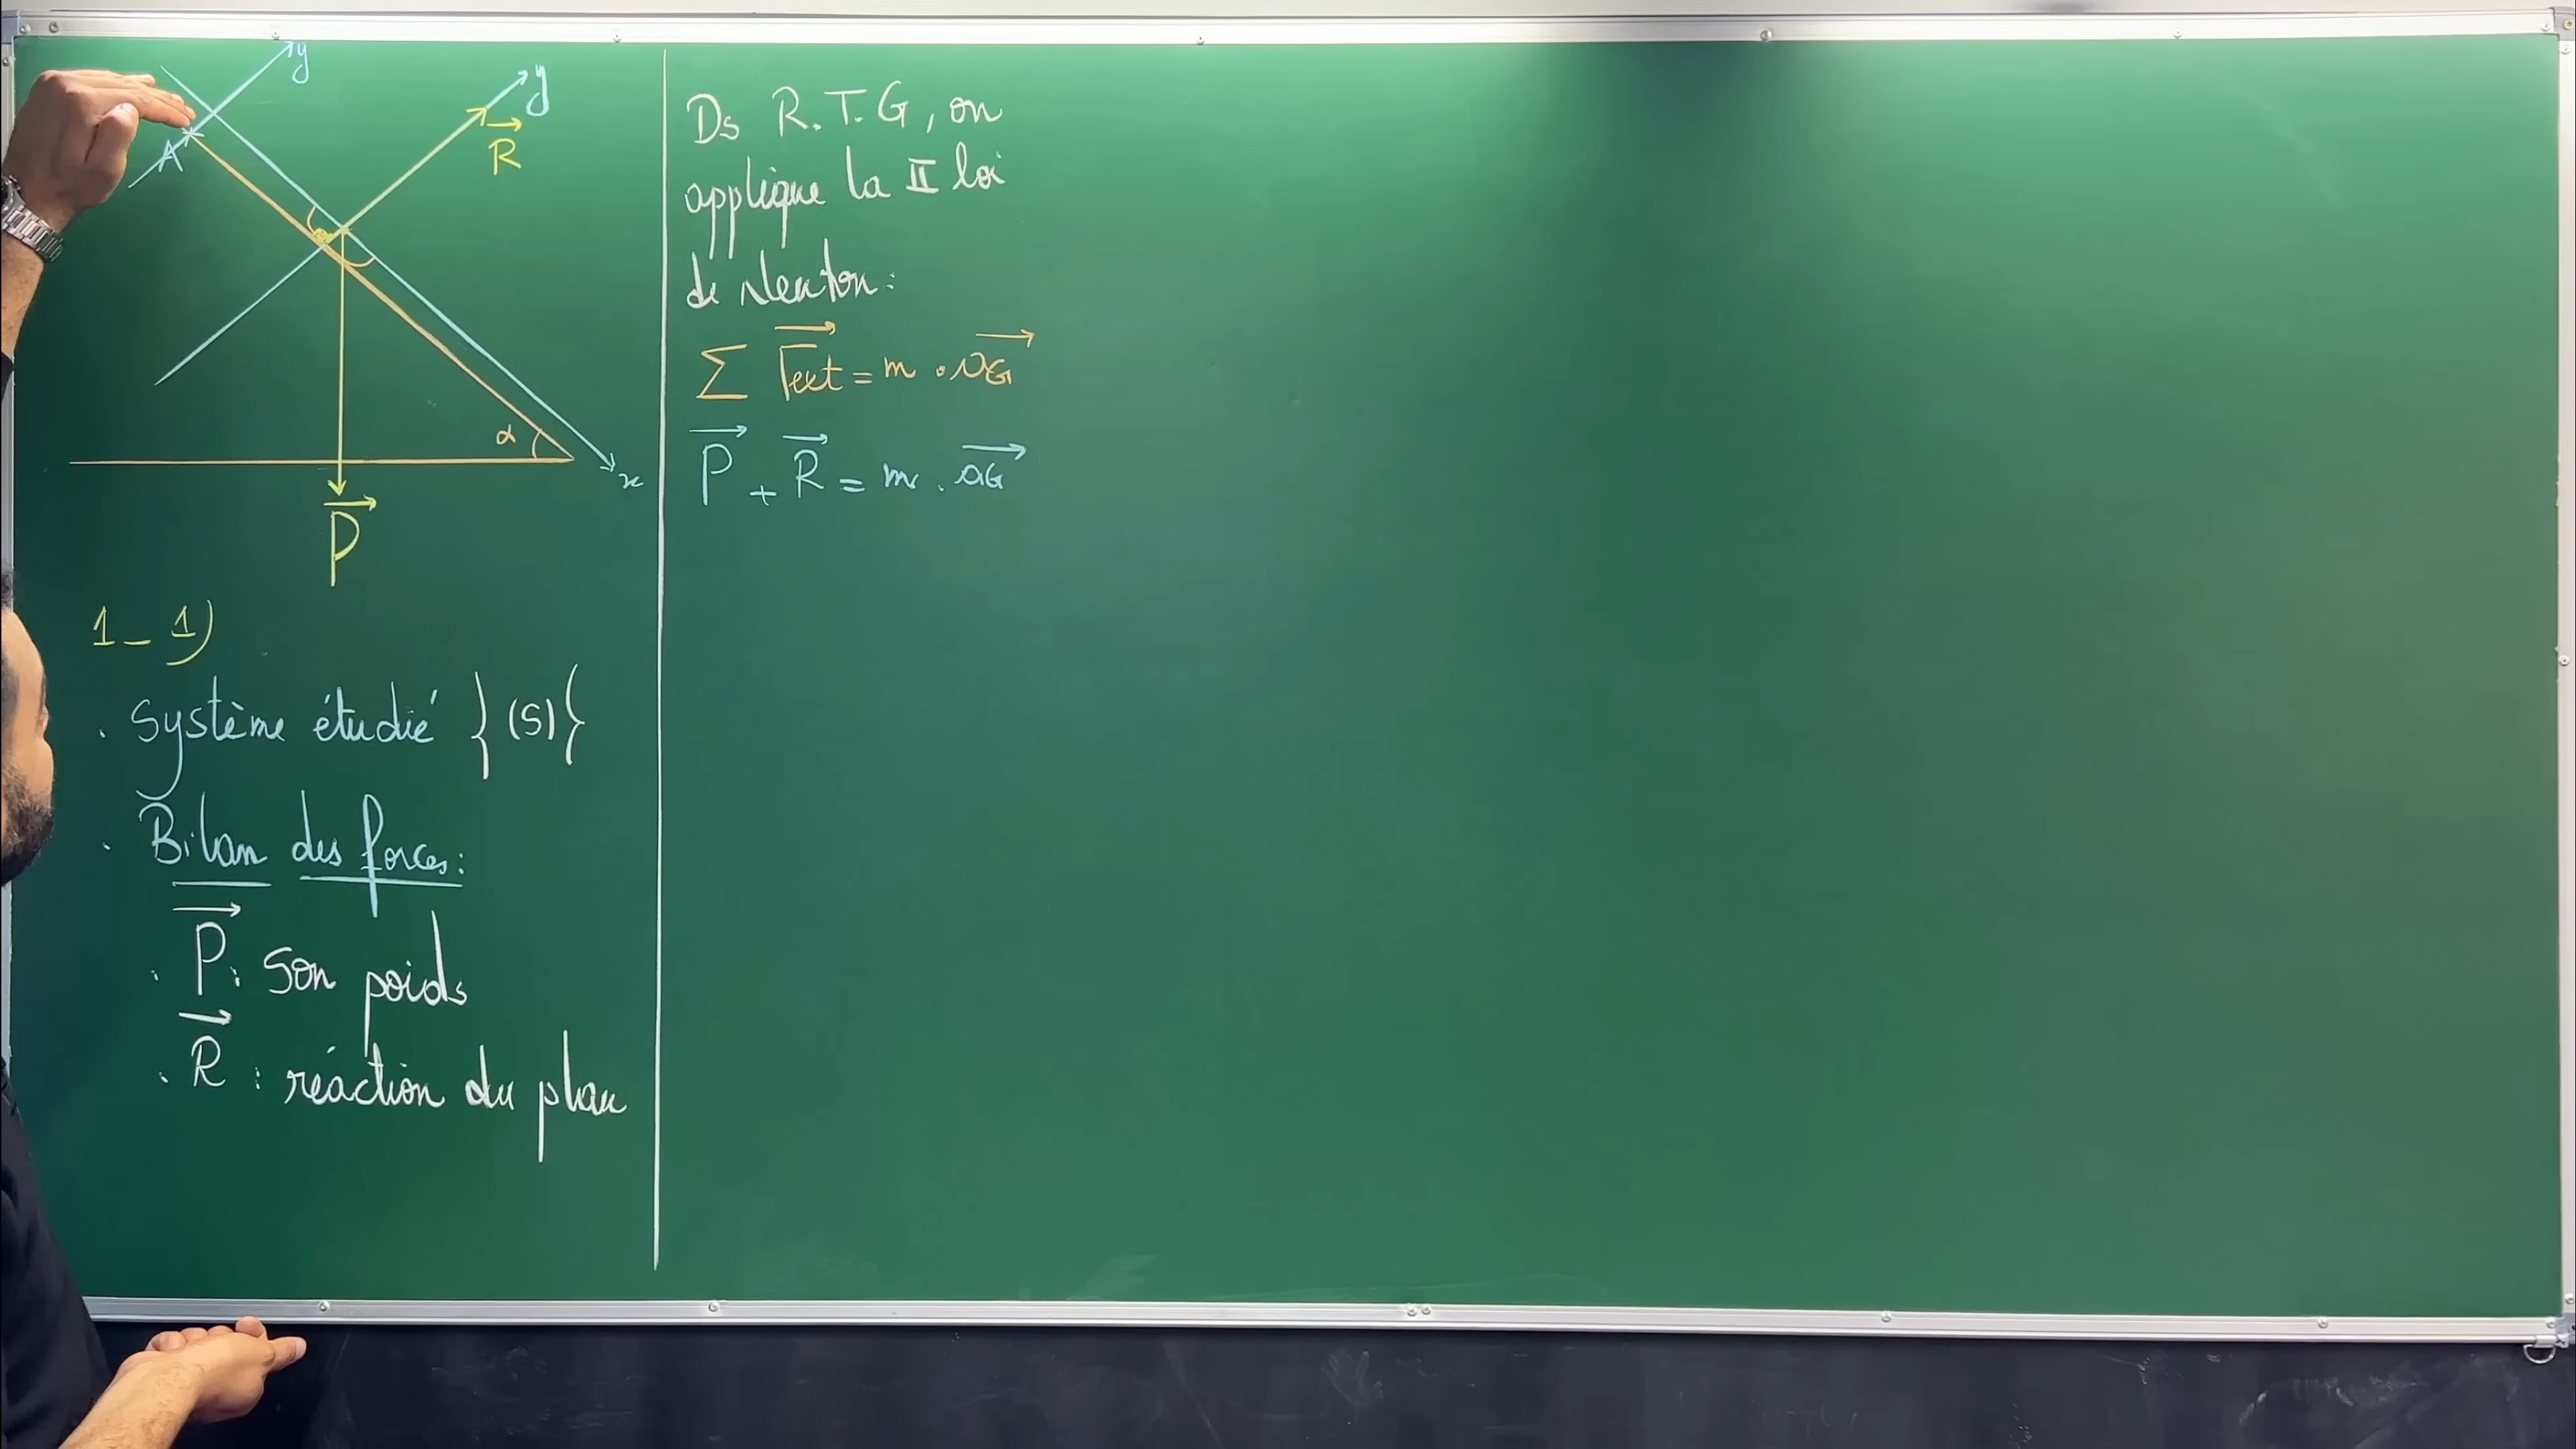 y
y
R
A
α
x
P
1_1)
. Système étudié }(S){
. Bilan des forces:
. P: Son poids
. R: réaction du plan
Ds R.T.G, on
applique la II loi
de Newton:
∑ Fext = m . aG
P + R = m . aG